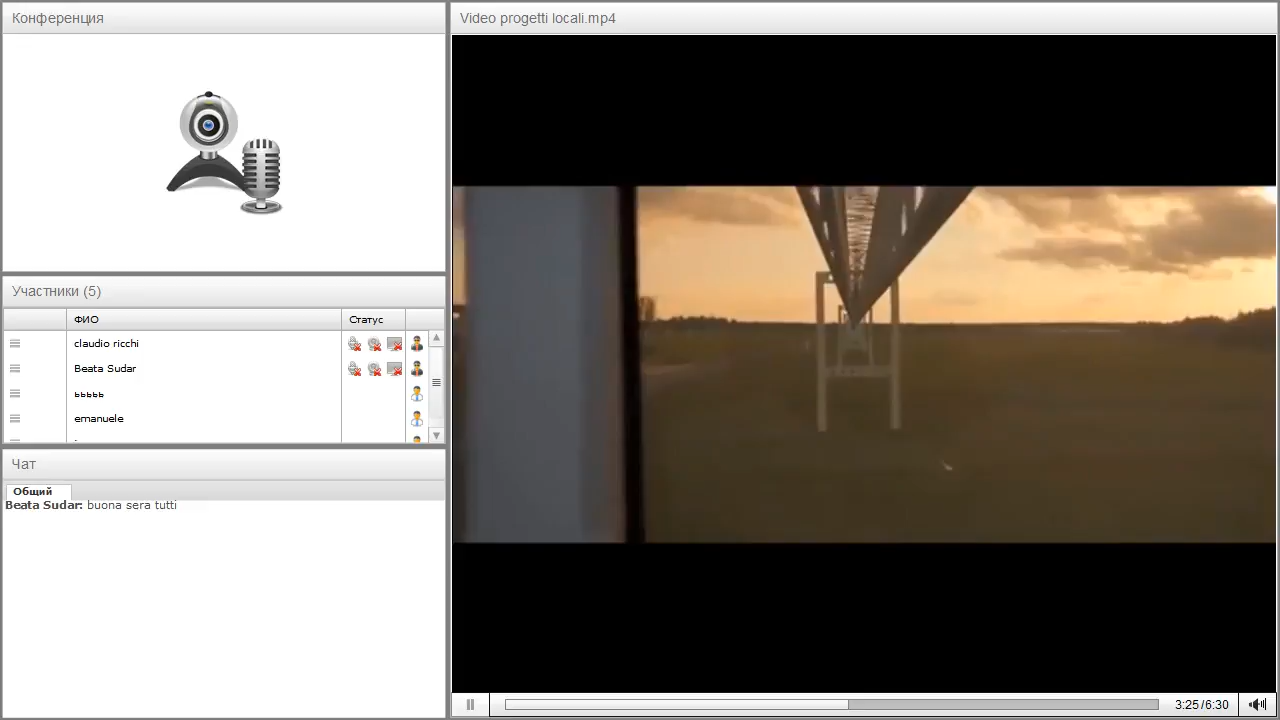 Конференция
Video progetti locali.mp4
Участники (5)
ФИО
Статус
claudio ricchi
Beata Sudar
ььььь
emanuele
Чат
Общий
Beata Sudar: buona sera tutti
3:25/6:30